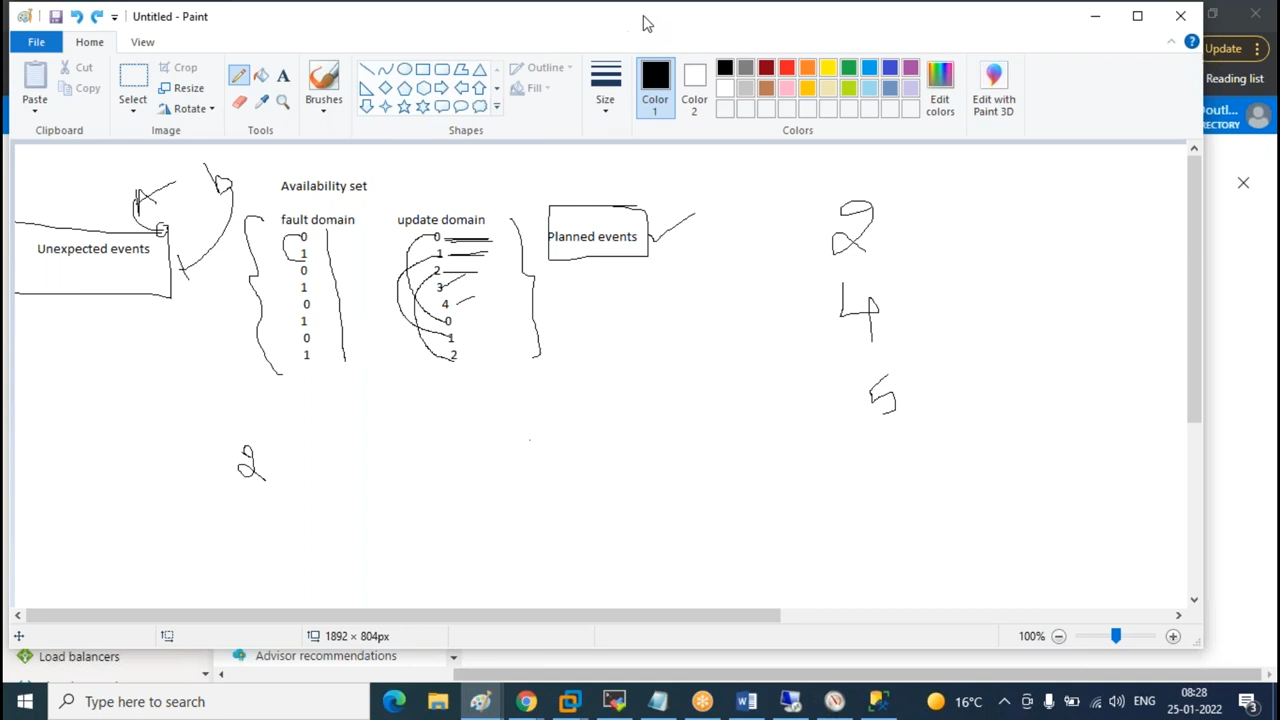 Untitled - Paint
File Home View
Update
Reading list
Paste
Cut
Copy
Clipboard
Select
Crop
Resize
Rotate
Image
A
Tools
Brushes
Shapes
Outline
Fill
Size
Color 1
Color 2
Colors
Edit colors
Edit with Paint 3D
outl...
RECTORY
Availability set
fault domain update domain Planned events
Unexpected events
0 0
1 1
0 2
1 3
0 4
1 0
0 1
1 2
2
4
5
2
1892 × 804px
100%
Load balancers
Advisor recommendations
Type here to search
16°C
ENG
08:28
25-01-2022
3